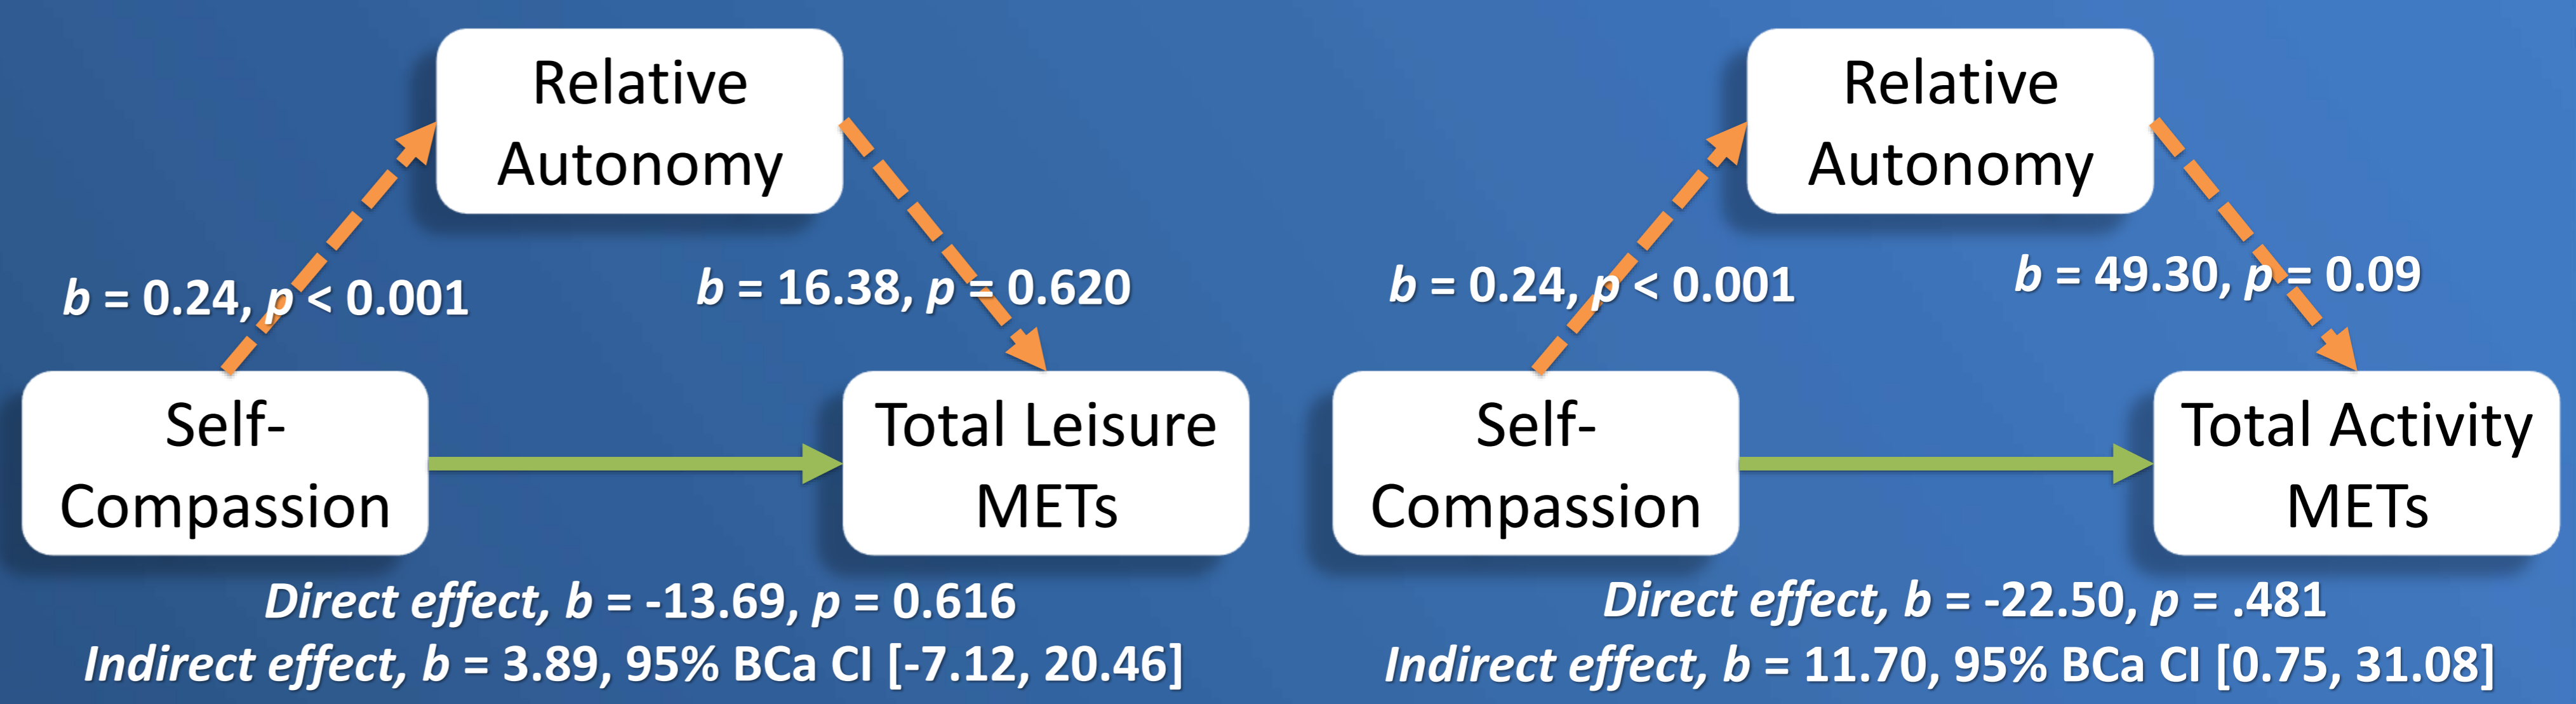 Relative
Autonomy
b = 0.24, p < 0.001
b = 16.38, p = 0.620
Self-
Compassion
Total Leisure
METs
Direct effect, b = -13.69, p = 0.616
Indirect effect, b = 3.89, 95% BCa CI [-7.12, 20.46]
Relative
Autonomy
b = 0.24, p < 0.001
b = 49.30, p = 0.09
Self-
Compassion
Total Activity
METs
Direct effect, b = -22.50, p = .481
Indirect effect, b = 11.70, 95% BCa CI [0.75, 31.08]